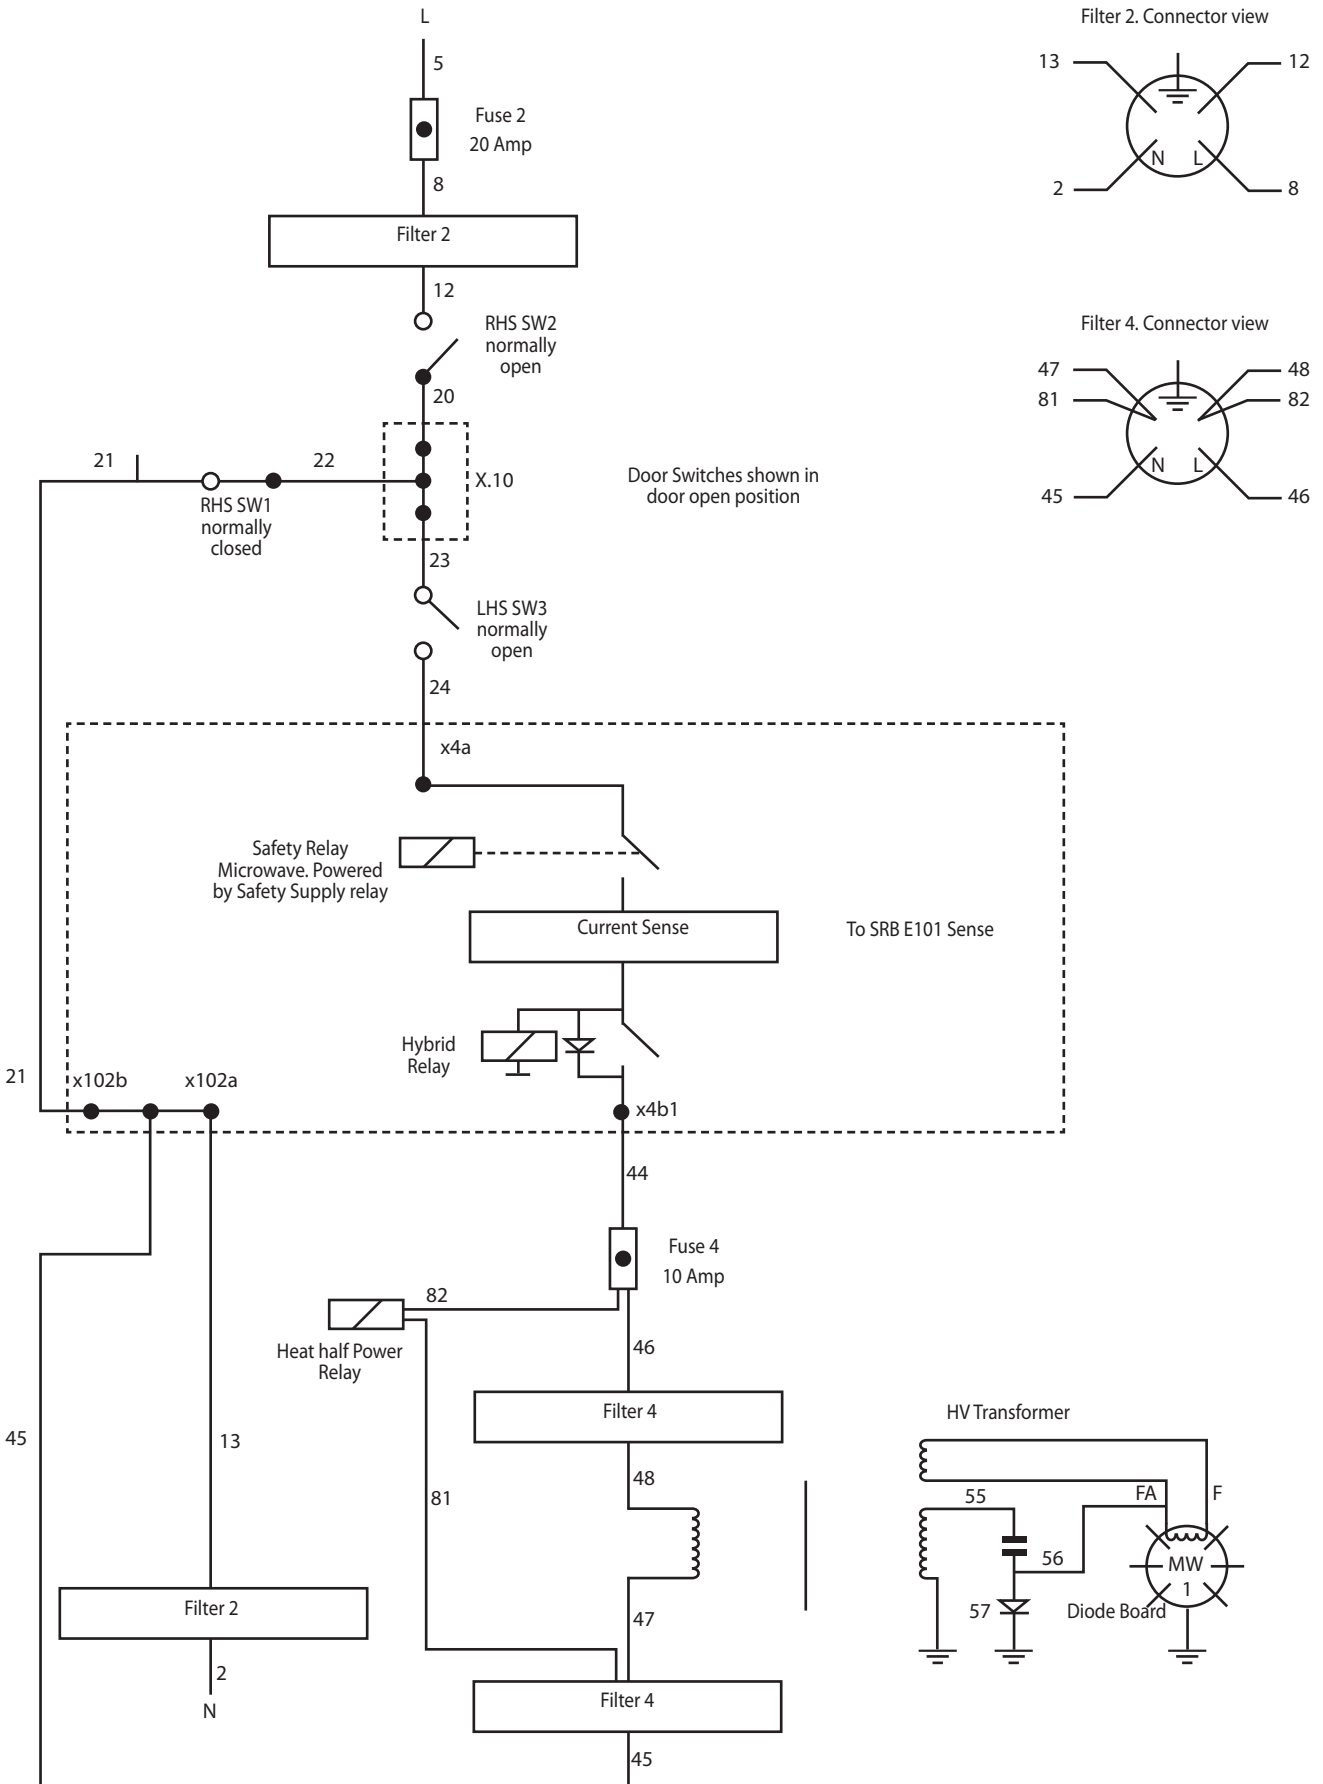 L
Filter 2. Connector view
5
13
12
Fuse 2
20 Amp
N
L
8
2
8
Filter 2
12
RHS SW2
normally
open
Filter 4. Connector view
47
48
81
82
20
21
22
X.10
Door Switches shown in
door open position
N
L
45
46
RHS SW1
normally
closed
23
LHS SW3
normally
open
24
x4a
Safety Relay
Microwave. Powered
by Safety Supply relay
Current Sense
To SRB E101 Sense
Hybrid
Relay
21
x102b
x102a
x4b1
44
Fuse 4
10 Amp
82
Heat half Power
Relay
46
Filter 4
HV Transformer
45
13
48
81
55
FA
F
56
MW
1
57
Diode Board
Filter 2
47
2
N
Filter 4
45